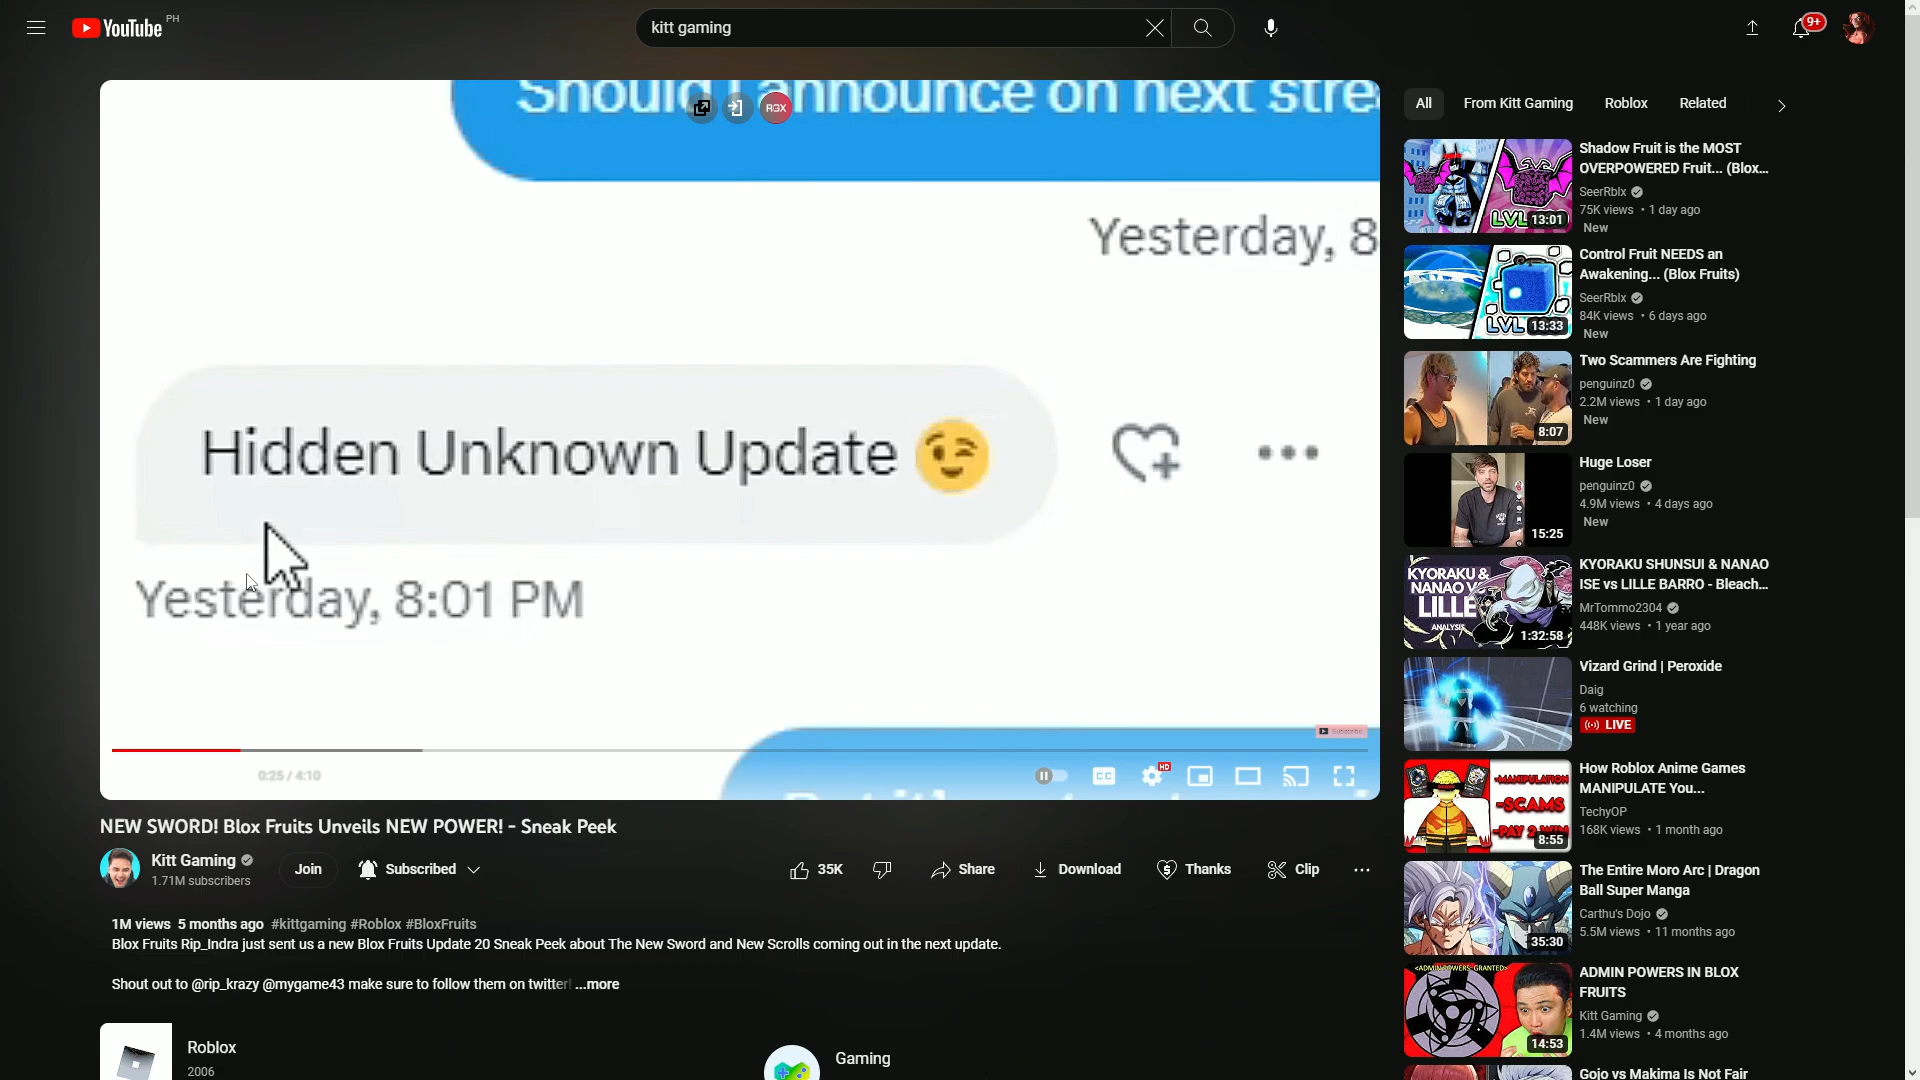 YouTube PH
kitt gaming
9+
Should I announce on next stre
RGX
Yesterday, 8
Hidden Unknown Update 😉
Yesterday, 8:01 PM
Subscribe
0:25 / 4:10
CC
HD
NEW SWORD! Blox Fruits Unveils NEW POWER! - Sneak Peek
Kitt Gaming
1.71M subscribers
Join
Subscribed
35K
Share
Download
Thanks
Clip
1M views 5 months ago #kittgaming #Roblox #BloxFruits
Blox Fruits Rip_Indra just sent us a new Blox Fruits Update 20 Sneak Peek about The New Sword and New Scrolls coming out in the next update.
Shout out to @rip_krazy @mygame43 make sure to follow them on twitter! ...more
Roblox
2006
Gaming
All From Kitt Gaming Roblox Related
LVL
13:01
Shadow Fruit is the MOST
OVERPOWERED Fruit... (Blox...
SeerRblx
75K views • 1 day ago
New
LVL
13:33
Control Fruit NEEDS an
Awakening... (Blox Fruits)
SeerRblx
84K views • 6 days ago
New
8:07
Two Scammers Are Fighting
penguinz0
2.2M views • 1 day ago
New
15:25
Huge Loser
penguinz0
4.9M views • 4 days ago
New
KYORAKU &
NANAO VS
LILLE
ANALYSIS
1:32:58
KYORAKU SHUNSUI & NANAO
ISE vs LILLE BARRO - Bleach...
MrTommo2304
448K views • 1 year ago
Vizard Grind | Peroxide
Daig
6 watching
LIVE
-MANIPULATION
-SCAMS
-PAY 2 WIN
8:55
How Roblox Anime Games
MANIPULATE You...
TechyOP
168K views • 1 month ago
35:30
The Entire Moro Arc | Dragon
Ball Super Manga
Carthu's Dojo
5.5M views • 11 months ago
<ADMIN POWERS GRANTED>
14:53
ADMIN POWERS IN BLOX
FRUITS
Kitt Gaming
1.4M views • 4 months ago
Gojo vs Makima Is Not Fair